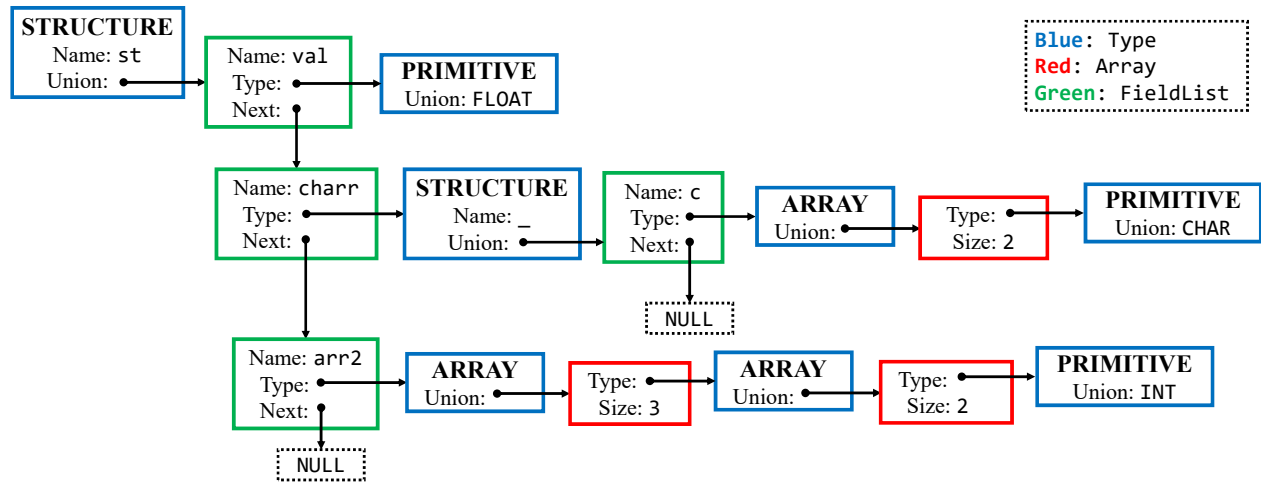 STRUCTURE
Name: st
Union:
Name: val
Type:
Next:
PRIMITIVE
Union: FLOAT
Blue: Type
Red: Array
Green: FieldList
Name: charr
Type:
Next:
STRUCTURE
Name: _
Union:
Name: c
Type:
Next:
ARRAY
Union:
Type:
Size: 2
PRIMITIVE
Union: CHAR
NULL
Name: arr2
Type:
Next:
ARRAY
Union:
Type:
Size: 3
ARRAY
Union:
Type:
Size: 2
PRIMITIVE
Union: INT
NULL